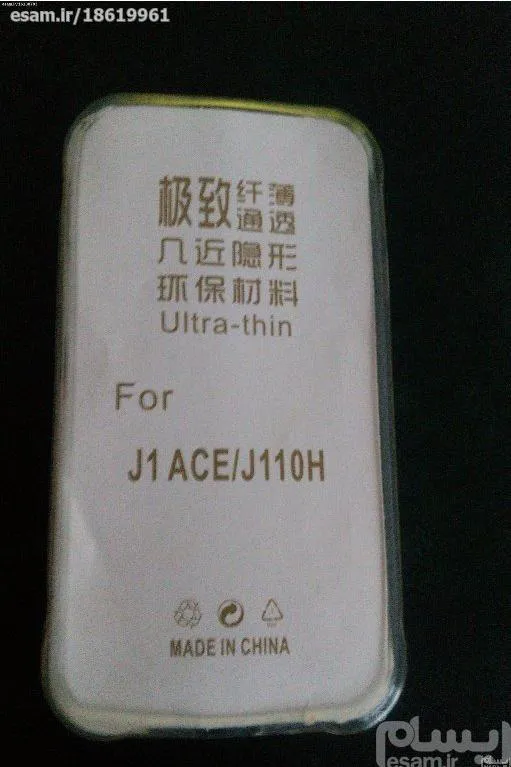 esam.ir/18619961
极致纤薄
通透
几近隐形
环保材料
Ultra-thin
For
J1 ACE/J110H
MADE IN CHINA
ایسام
esam.ir